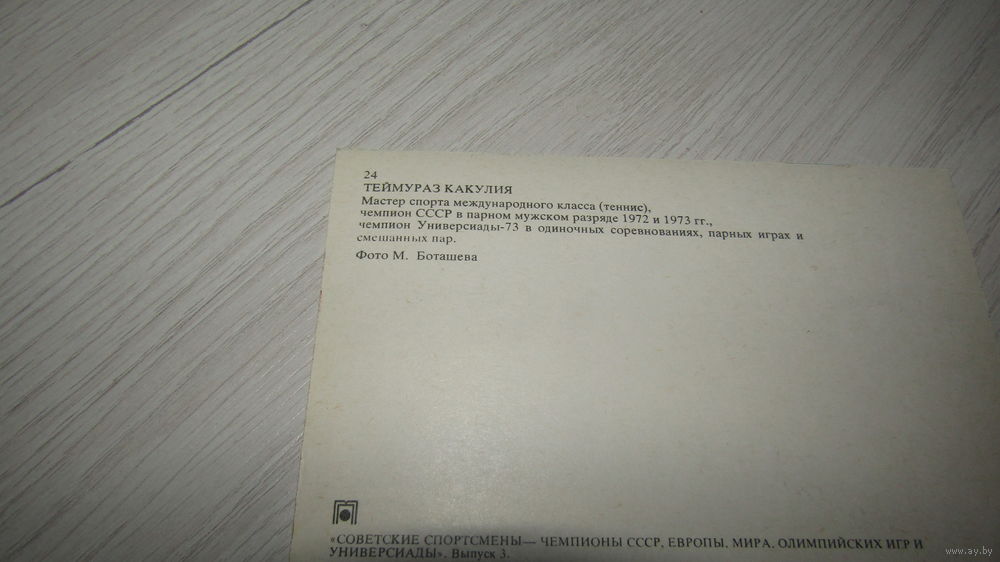 24
ТЕЙМУРАЗ КАКУЛИЯ
Мастер спорта международного класса (теннис),
чемпион СССР в парном мужском разряде 1972 и 1973 гг.,
чемпион Универсиады-73 в одиночных соревнованиях, парных играх и
смешанных пар.
Фото М. Боташева
«СОВЕТСКИЕ СПОРТСМЕНЫ— ЧЕМПИОНЫ СССР, ЕВРОПЫ, МИРА, ОЛИМПИЙСКИХ ИГР И
УНИВЕРСИАДЫ». Выпуск 3.
www.ay.by